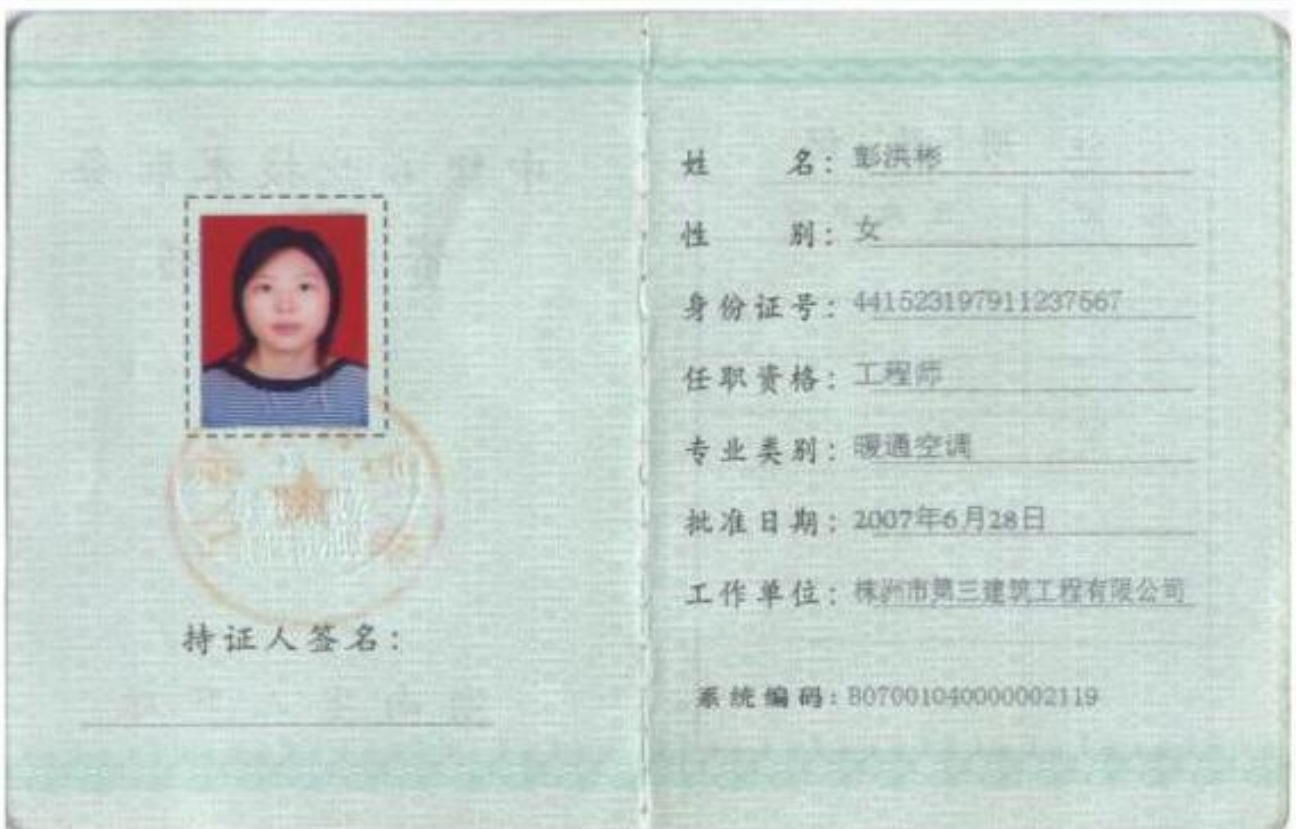 持证人签名：
姓名：彭洪彬
性别：女
身份证号：441523197911237567
任职资格：工程师
专业类别：暖通空调
批准日期：2007年6月28日
工作单位：株洲市第三建筑工程有限公司
系统编码：B07001040000002119